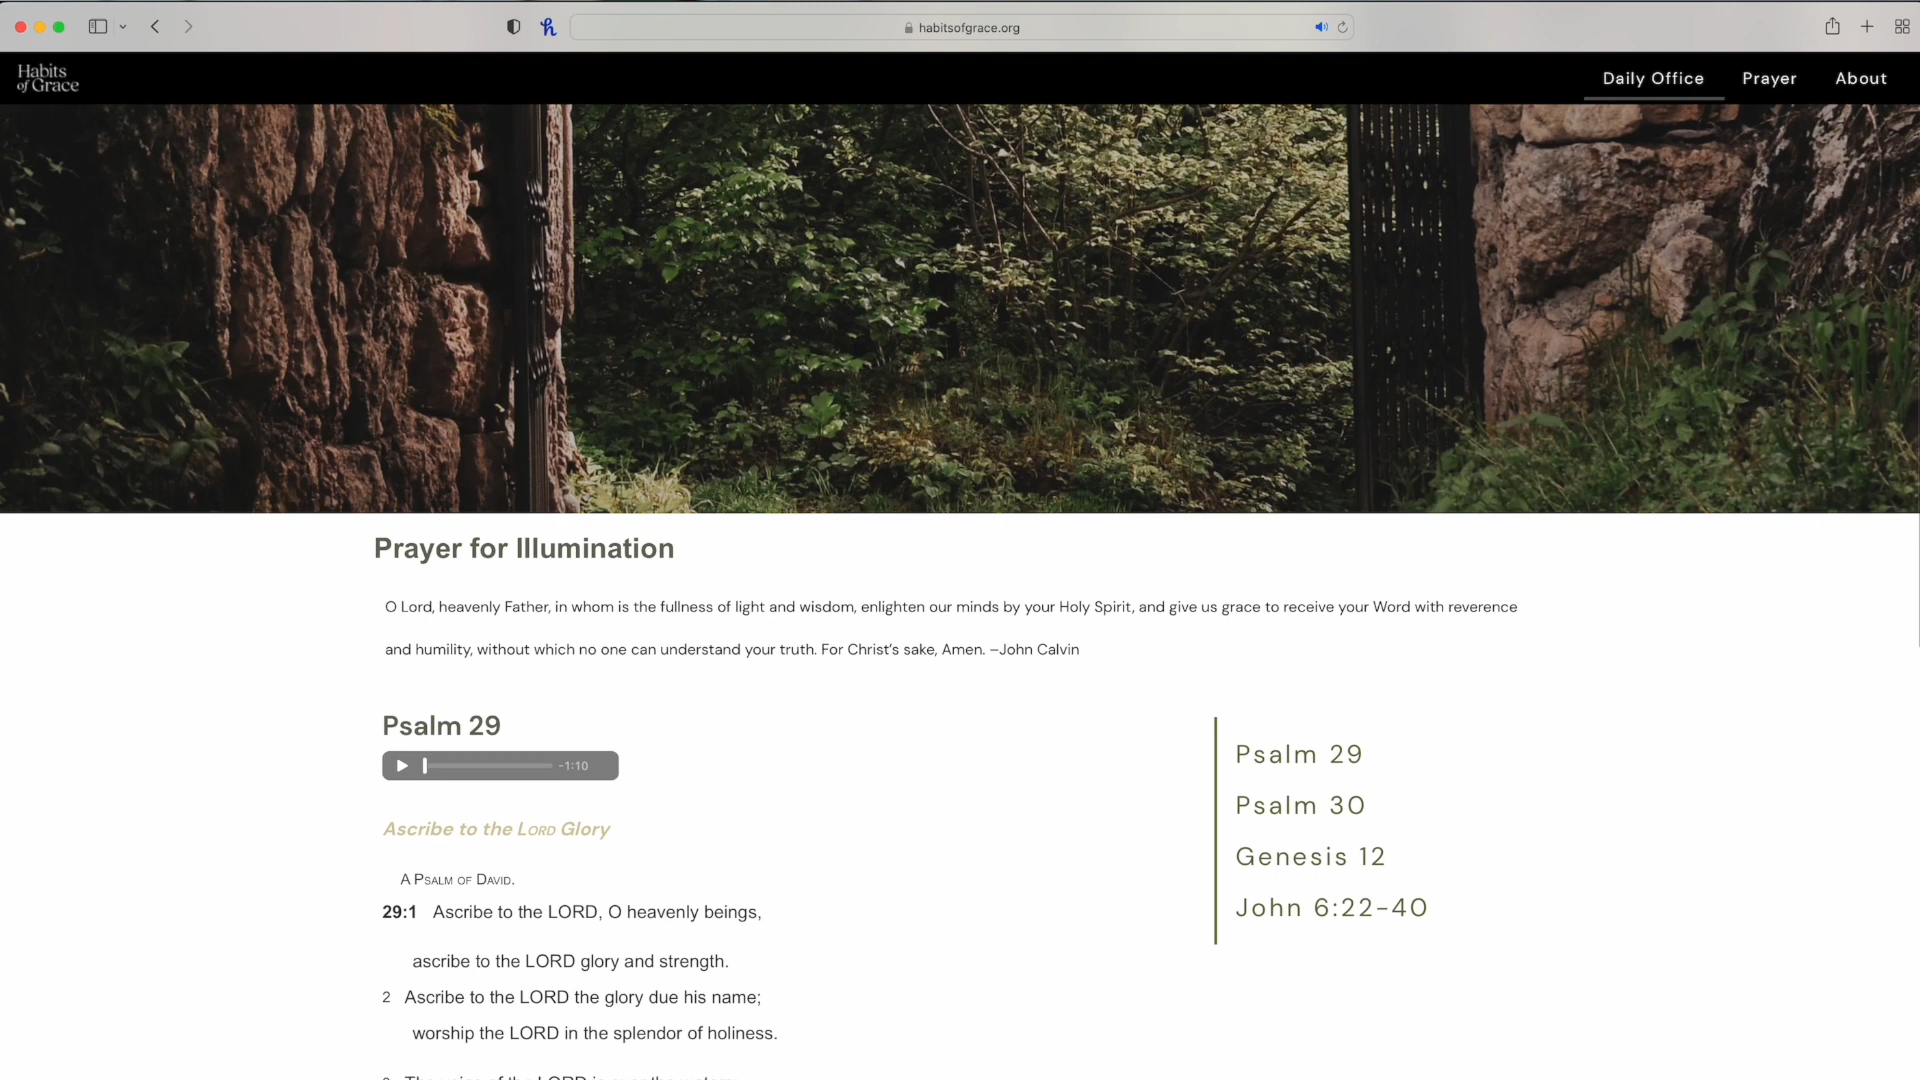 habitsofgrace.org
Habits
of Grace
Daily Office
Prayer
About
Prayer for Illumination
O Lord, heavenly Father, in whom is the fullness of light and wisdom, enlighten our minds by your Holy Spirit, and give us grace to receive your Word with reverence
and humility, without which no one can understand your truth. For Christ’s sake, Amen. –John Calvin
Psalm 29
-1:10
Ascribe to the LORD Glory
A PSALM OF DAVID.
29:1 Ascribe to the LORD, O heavenly beings,
ascribe to the LORD glory and strength.
2 Ascribe to the LORD the glory due his name;
worship the LORD in the splendor of holiness.
Psalm 29
Psalm 30
Genesis 12
John 6:22-40